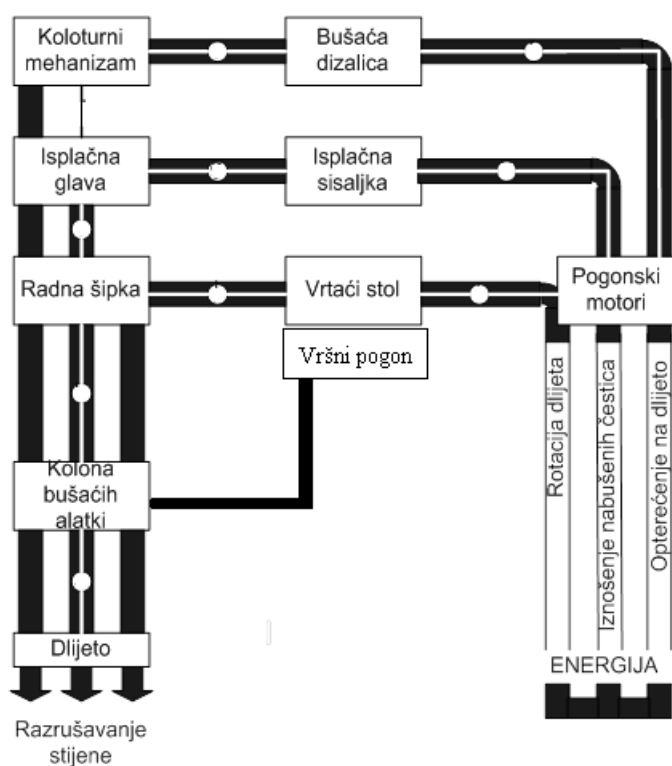 Koloturni
mehanizam
Bušaća
dizalica
Isplačna
glava
Isplačna
sisaljka
Radna šipka
Vrtaći stol
Pogonski
motori
Vršni pogon
Rotacija dlijeta
Iznošenje nabušenih čestica
Opterećenje na dlijeto
Kolona
bušaćih
alatki
Dlijeto
ENERGIJA
Razrušavanje
stijene